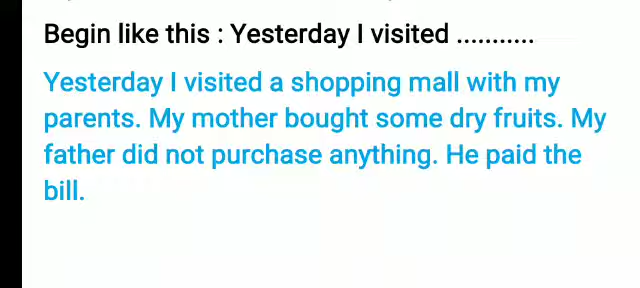 Begin like this : Yesterday I visited ...........
Yesterday I visited a shopping mall with my
parents. My mother bought some dry fruits. My
father did not purchase anything. He paid the
bill.